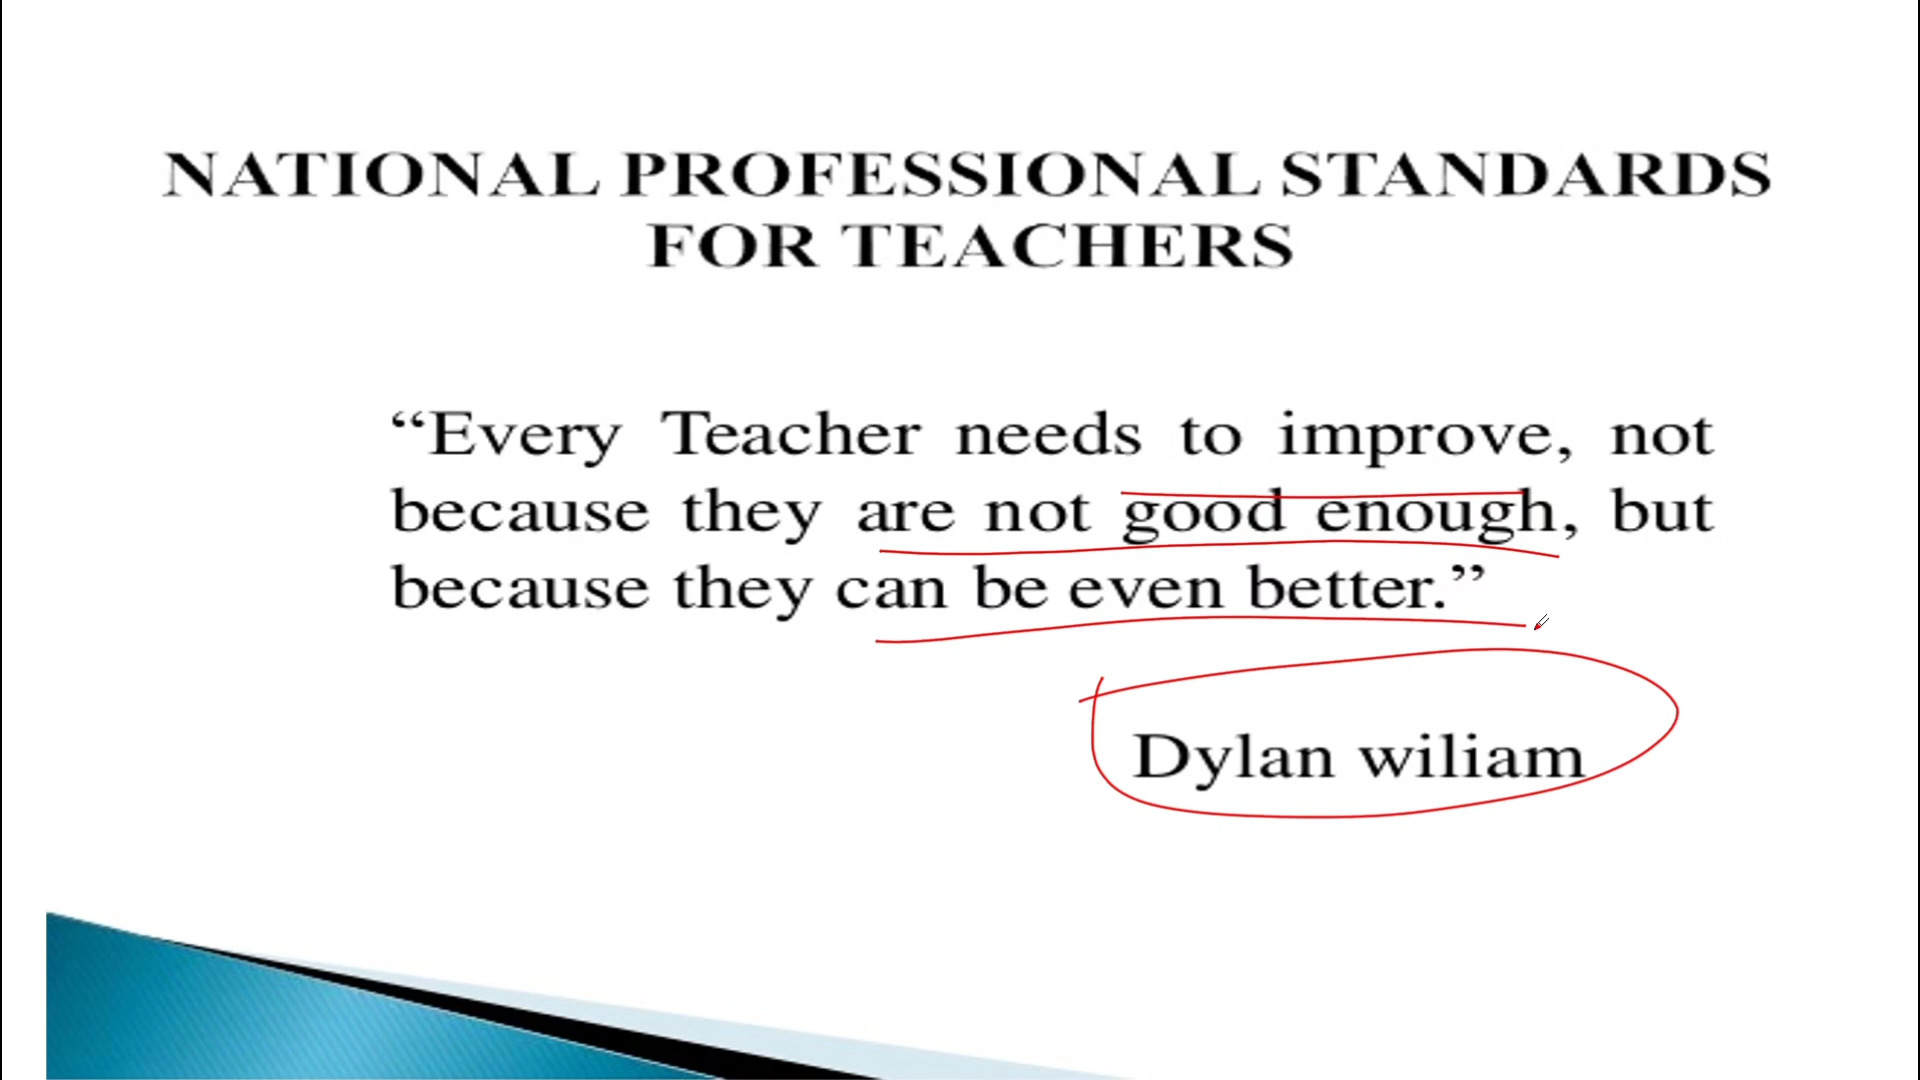 NATIONAL PROFESSIONAL STANDARDS
FOR TEACHERS
“Every Teacher needs to improve, not
because they are not good enough, but
because they can be even better.”
Dylan wiliam